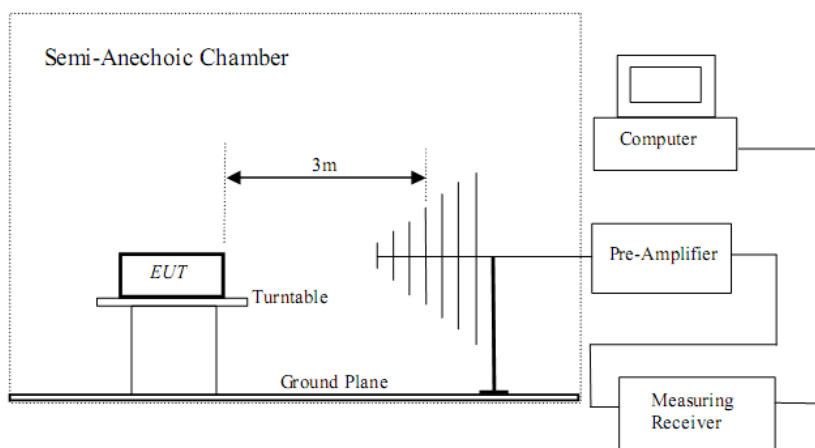 Semi-Anechoic Chamber
Computer
3m
Pre-Amplifier
EUT
Turntable
Ground Plane
Measuring
Receiver